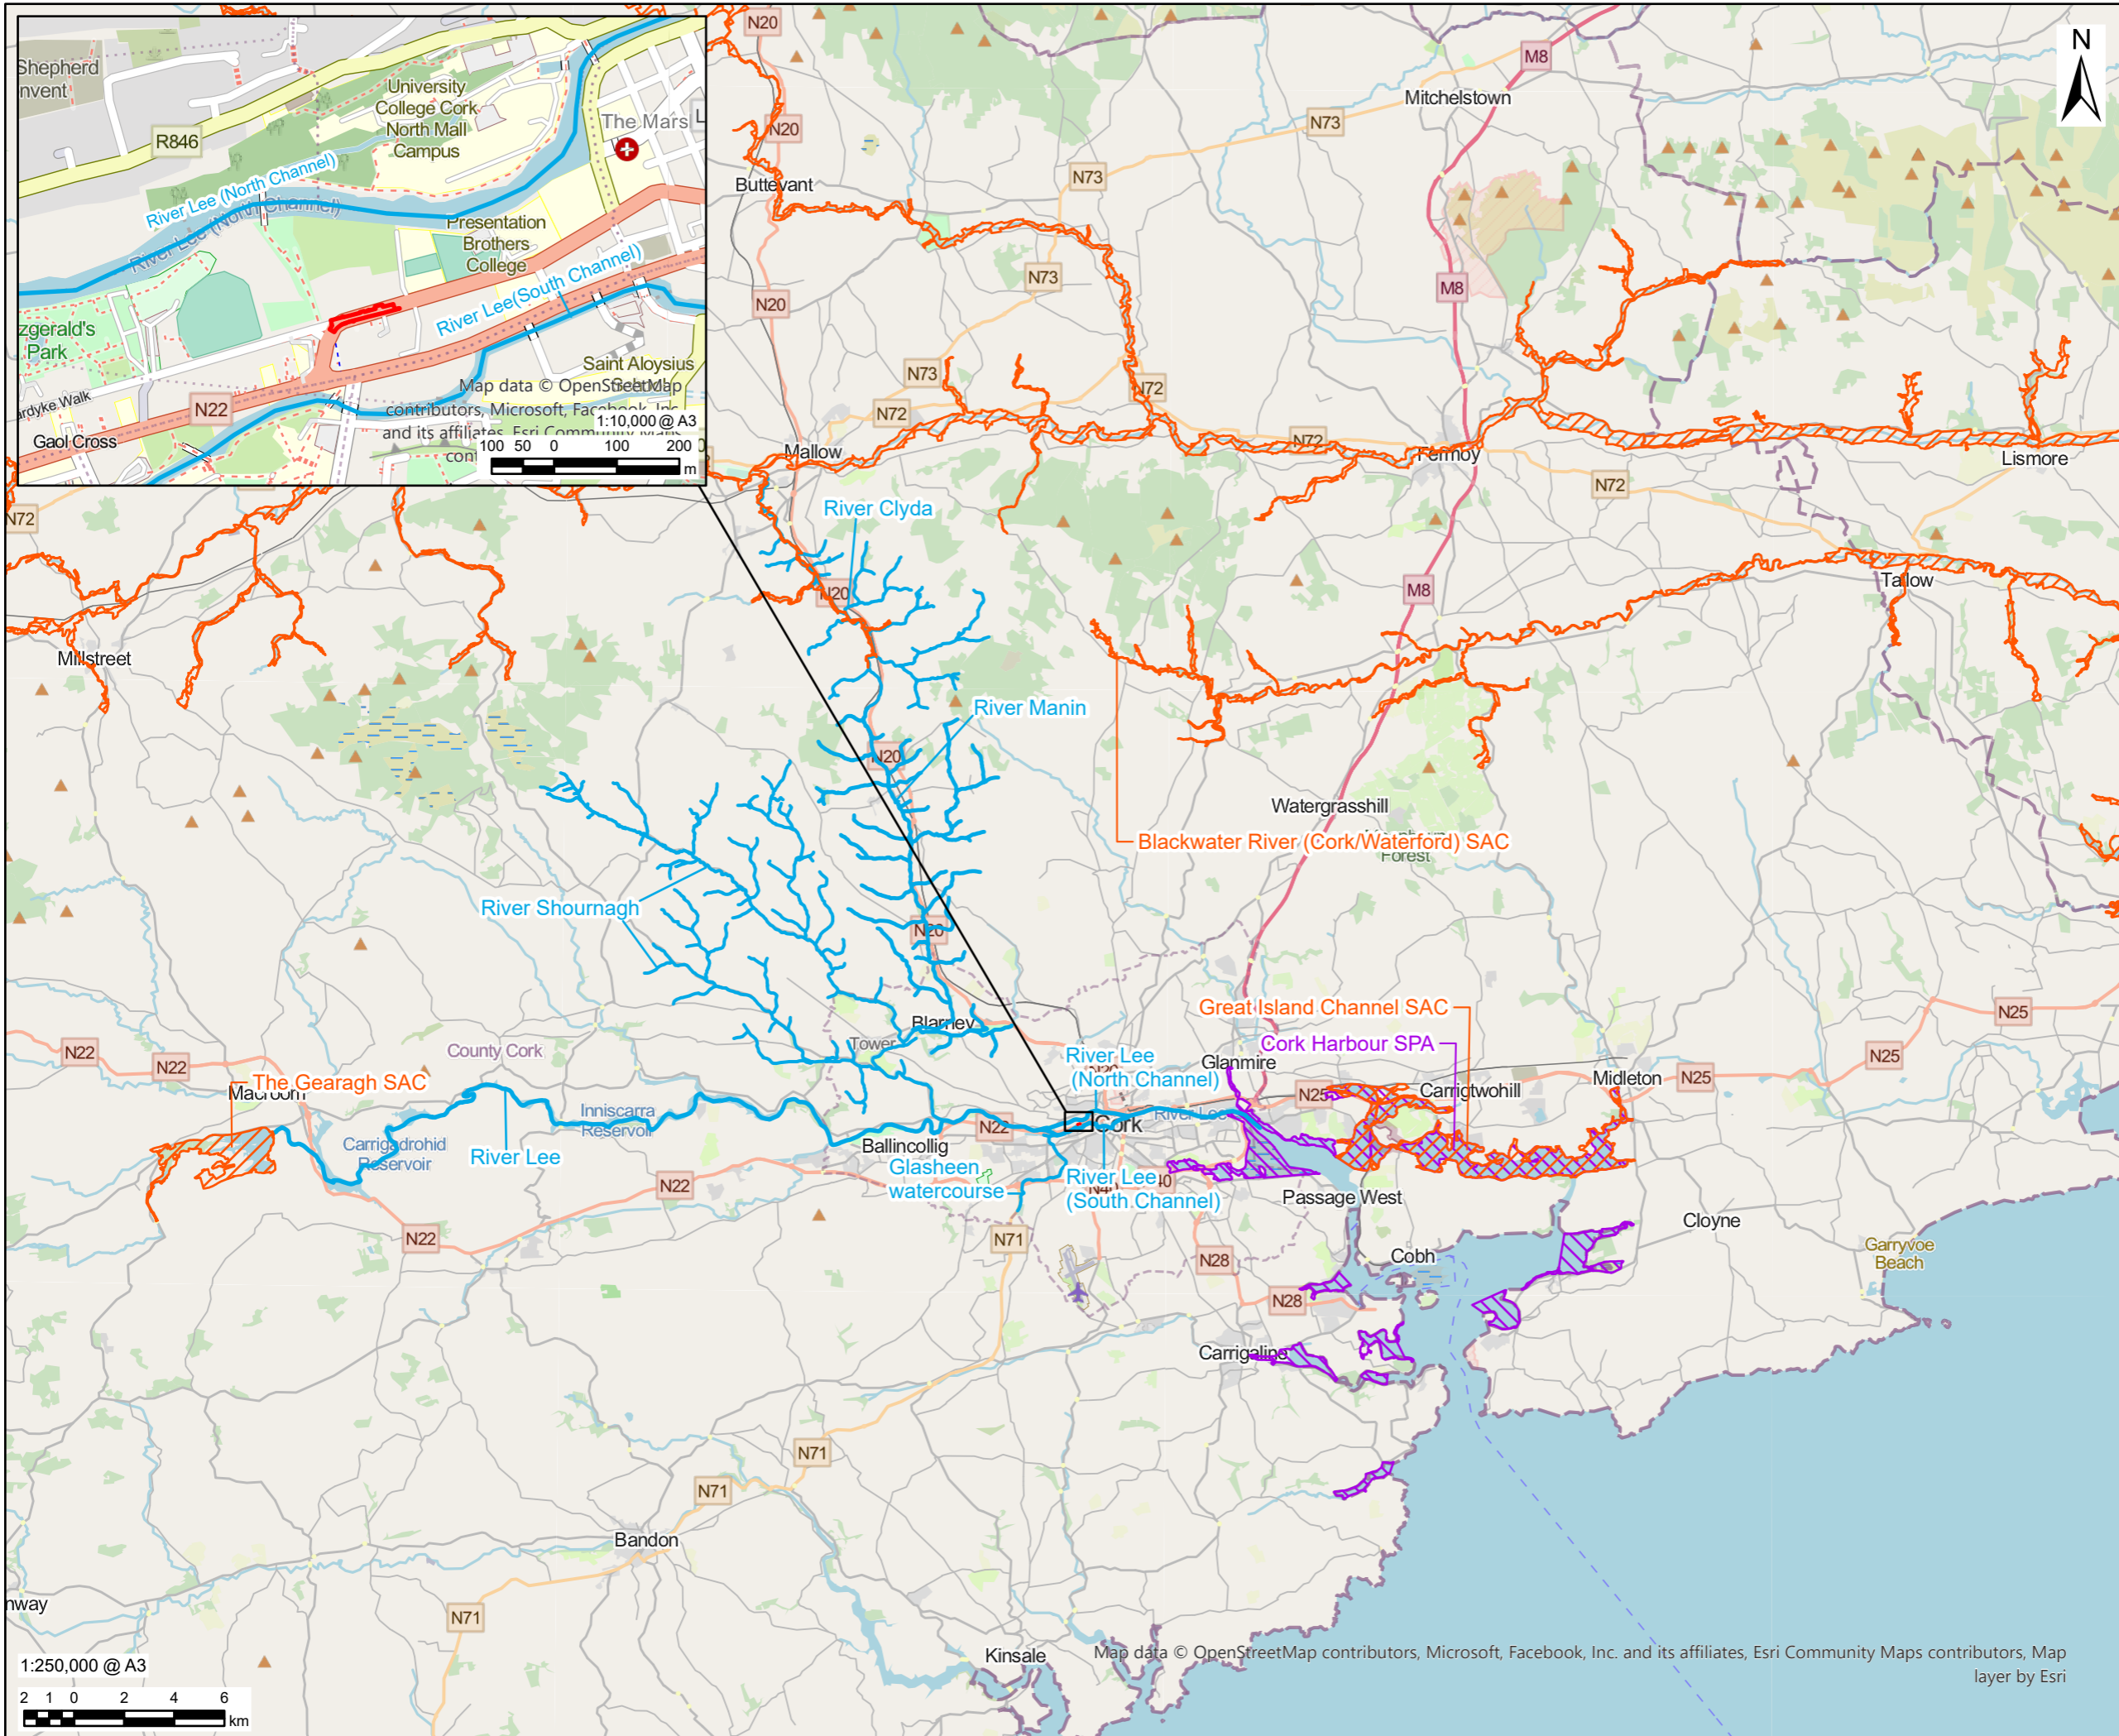 Shepherd
nvent
R846
University
College Cork
North Mall
Campus
The Mars
L
River Lee (North Channel)
River Lee (North Channel)
Presentation
Brothers
College
River Lee(South Channel)
zgerald's
Park
ardyke Walk
N22
Gaol Cross
Saint Aloysius
School
Map data © OpenStreetMap
contributors, Microsoft, Facebook, Inc.
and its affiliates, Esri Community Maps
1:10,000 @ A3
100 50 0 100 200
m
N
N20
M8
Mitchelstown
N20
N73
Buttevant
N73
N73
M8
N20
N73
N72
N72
N72
Mallow
Fermoy
Lismore
N72
N72
River Clyda
N20
M8
Tallow
Millstreet
River Manin
N20
Watergrasshill
Blackwater River (Cork/Waterford) SAC
Forest
River Shournagh
N20
Great Island Channel SAC
N25
Blarney
Tower
Cork Harbour SPA
County Cork
N22
N22
River Lee
(North Channel)
Glanmire
N25
Midleton
N25
N25
Carrigtwohill
The Gearagh SAC
Macroom
Inniscarra
Reservoir
River Lee
N22
Cork
Carrigadrohid
Reservoir
River Lee
Ballincollig
Glasheen
watercourse
River Lee
(South Channel)
N22
N40
Passage West
Cloyne
N22
N71
N28
Cobh
Garryvoe
Beach
N28
Carrigaline
N71
N71
Bandon
nway
N71
Kinsale
Map data © OpenStreetMap contributors, Microsoft, Facebook, Inc. and its affiliates, Esri Community Maps contributors, Map
layer by Esri
1:250,000 @ A3
2 1 0 2 4 6
km